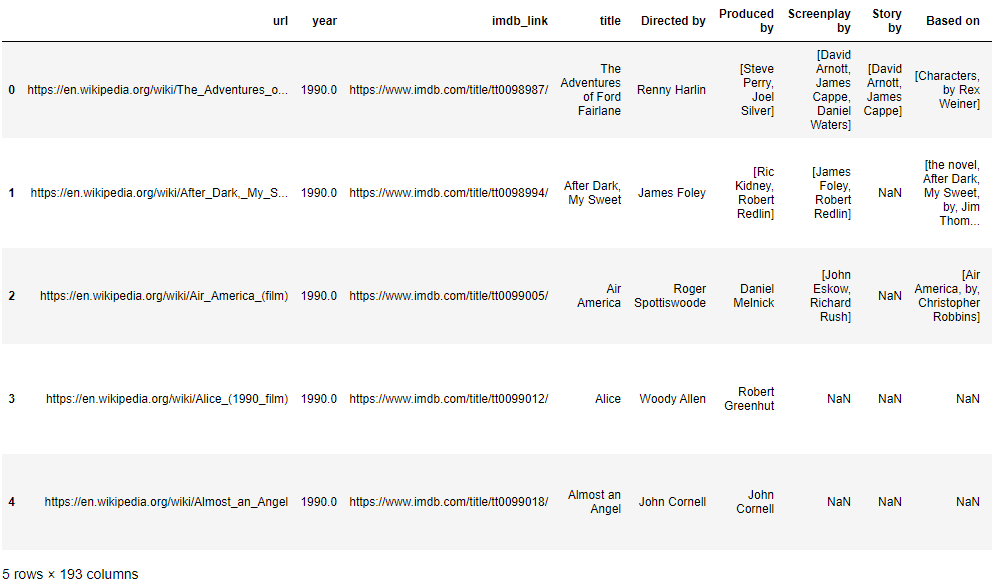 url year imdb_link title Directed by Produced by Screenplay by Story by Based on
0 https://en.wikipedia.org/wiki/The_Adventures_o... 1990.0 https://www.imdb.com/title/tt0098987/ The Adventures of Ford Fairlane Renny Harlin [Steve Perry, Joel Silver] [David Arnott, James Cappe, Daniel Waters] [David Arnott, James Cappe] [Characters, by Rex Weiner]
1 https://en.wikipedia.org/wiki/After_Dark,_My_S... 1990.0 https://www.imdb.com/title/tt0098994/ After Dark, My Sweet James Foley [Ric Kidney, Robert Redlin] [James Foley, Robert Redlin] NaN [the novel, After Dark, My Sweet, by, Jim Thom...
2 https://en.wikipedia.org/wiki/Air_America_(film) 1990.0 https://www.imdb.com/title/tt0099005/ Air America Roger Spottiswoode Daniel Melnick [John Eskow, Richard Rush] NaN [Air America, by, Christopher Robbins]
3 https://en.wikipedia.org/wiki/Alice_(1990_film) 1990.0 https://www.imdb.com/title/tt0099012/ Alice Woody Allen Robert Greenhut NaN NaN NaN
4 https://en.wikipedia.org/wiki/Almost_an_Angel 1990.0 https://www.imdb.com/title/tt0099018/ Almost an Angel John Cornell John Cornell NaN NaN NaN
5 rows × 193 columns